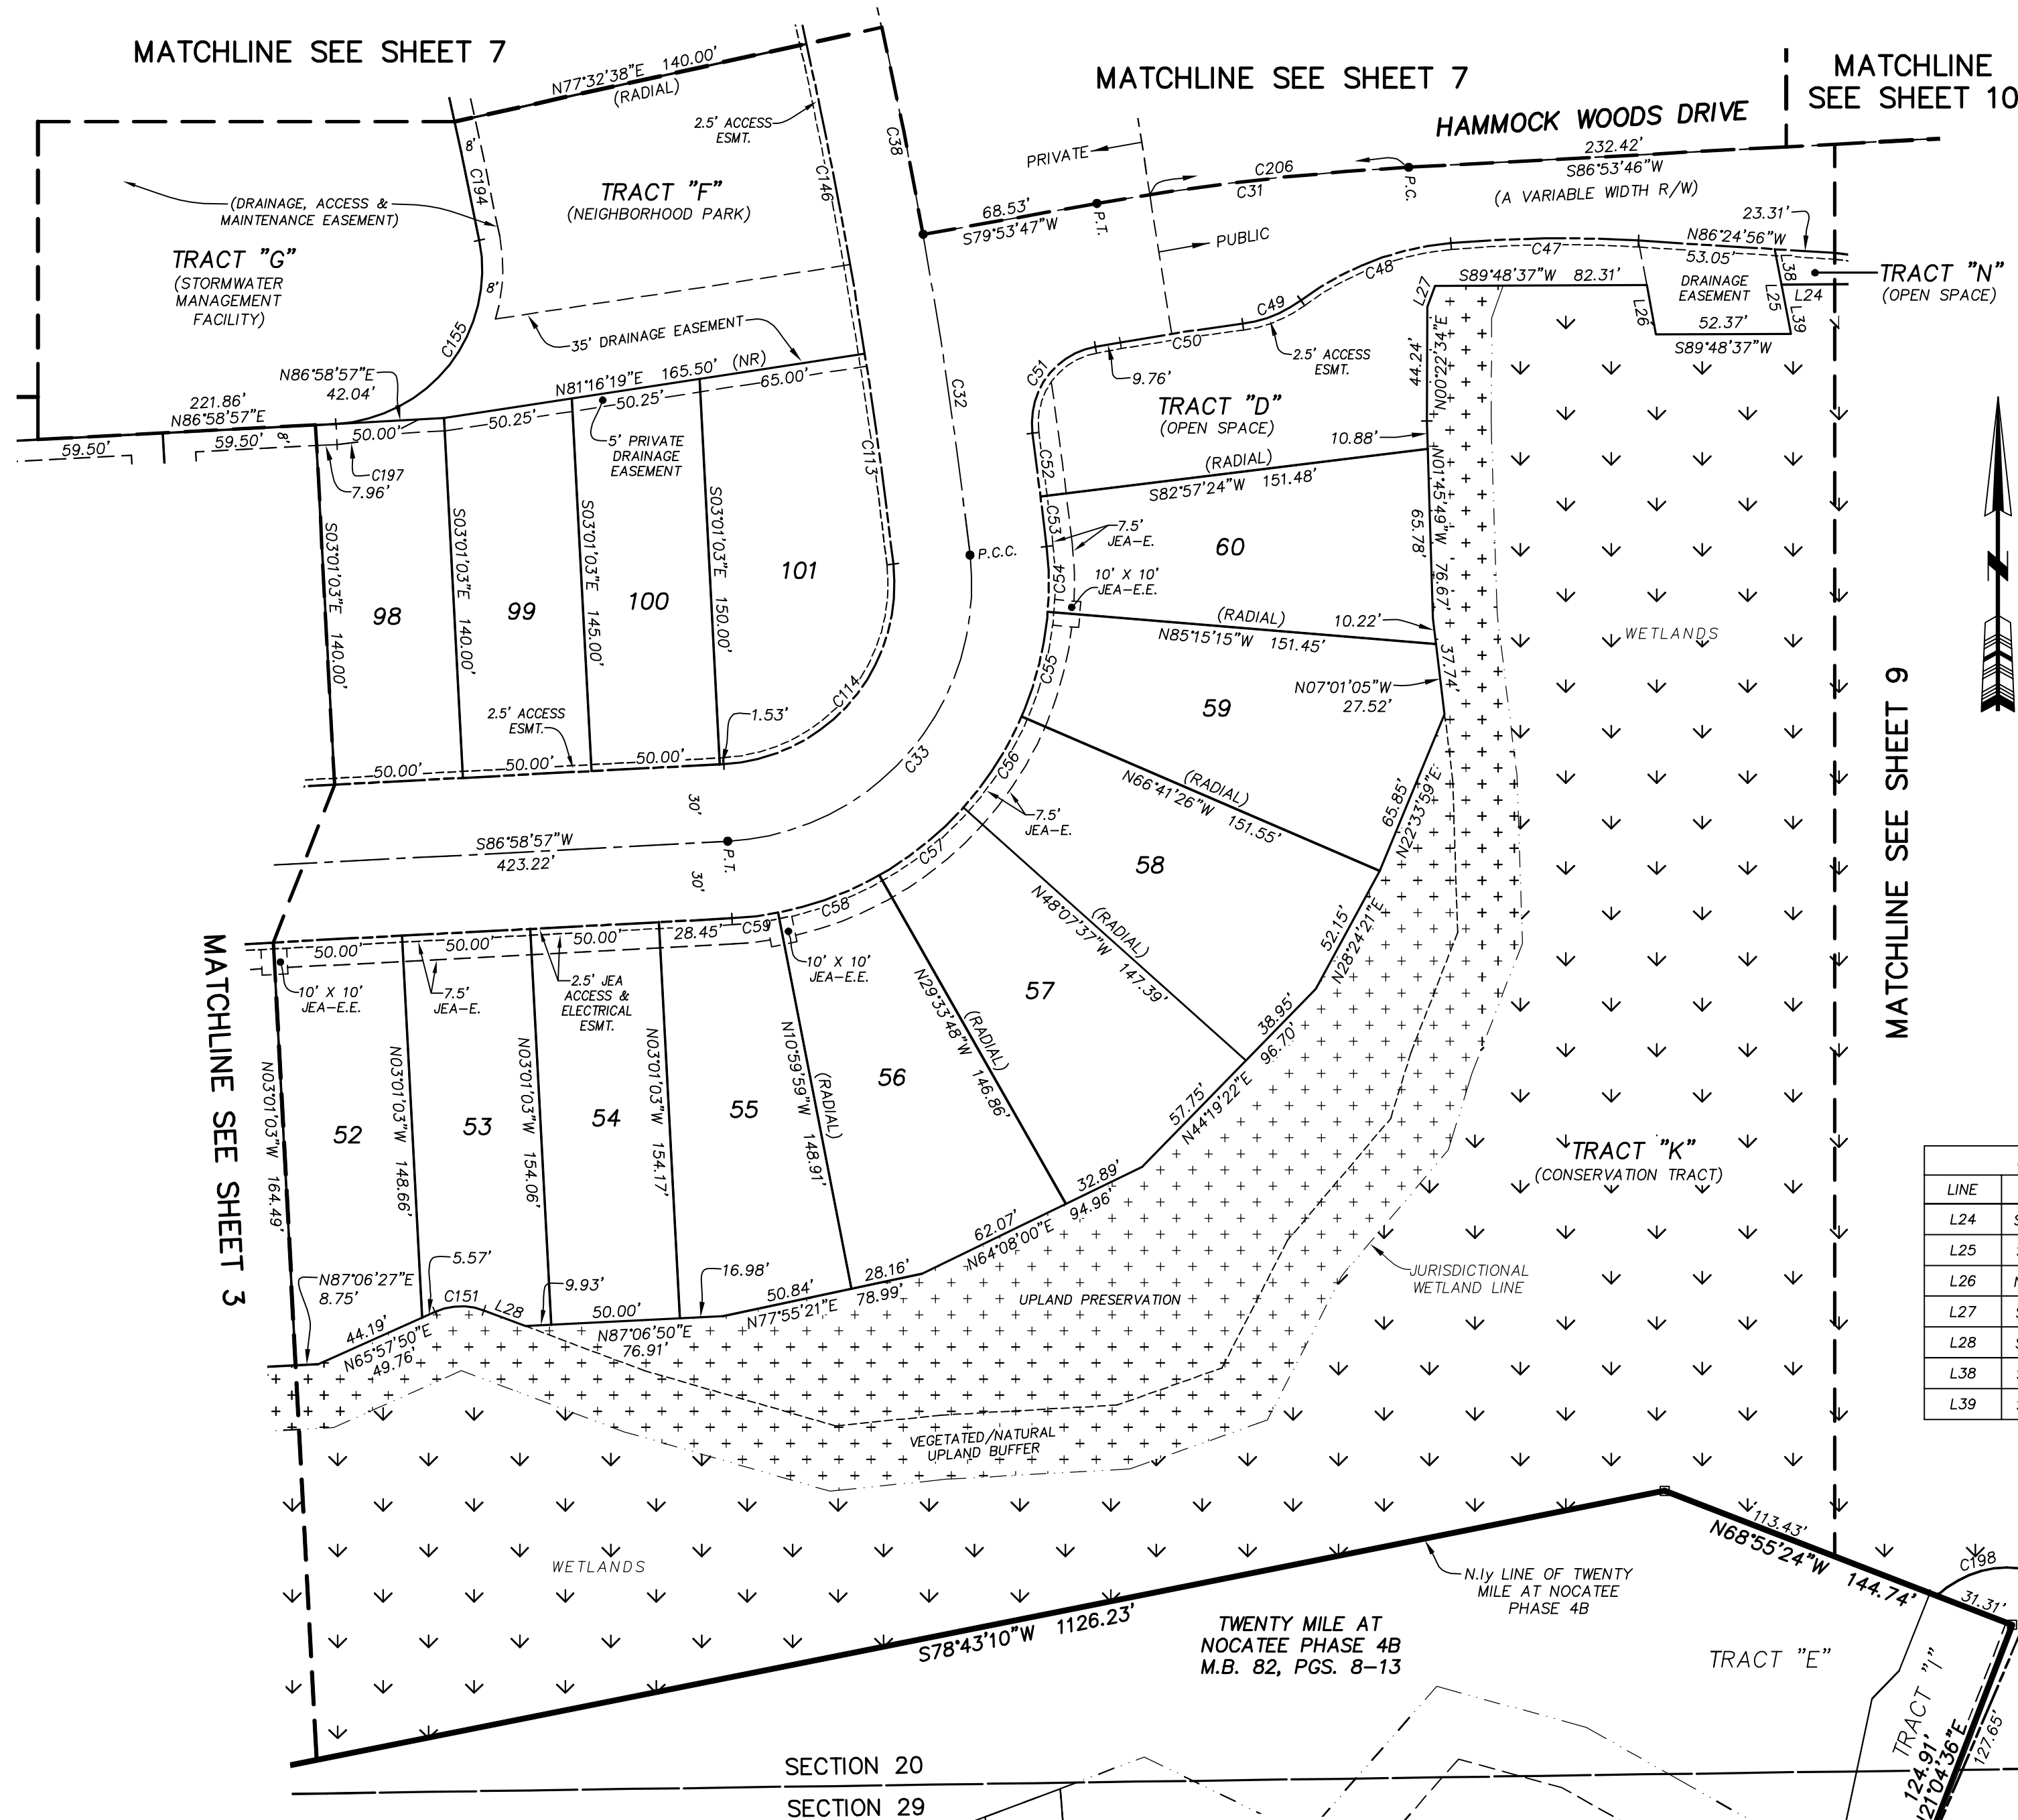 MATCHLINE SEE SHEET 7
MATCHLINE SEE SHEET 7
MATCHLINE
SEE SHEET 10
HAMMOCK WOODS DRIVE
232.42'
S86°53'46"W
(A VARIABLE WIDTH R/W)
N77°32'38"E 140.00'
(RADIAL)
2.5' ACCESS
ESMT.
C38
PRIVATE
C206
C31
P.C.
8'
C194
C146
(DRAINAGE, ACCESS &
MAINTENANCE EASEMENT)
TRACT "F"
(NEIGHBORHOOD PARK)
68.53'
S79°53'47"W
P.T.
PUBLIC
23.31'
N86°24'56"W
53.05'
TRACT "G"
(STORMWATER
MANAGEMENT
FACILITY)
8'
C155
C47
C48
C49
S89°48'37"W 82.31'
L27
DRAINAGE
EASEMENT
L38
L25
L24
L39
L26
52.37'
S89°48'37"W
TRACT "N"
(OPEN SPACE)
35' DRAINAGE EASEMENT
C50
2.5' ACCESS
ESMT.
9.76'
C51
44.24'
N00°22'34"E
N86°58'57"E
42.04'
N81°16'19"E 165.50' (NR)
65.00'
C32
221.86'
N86°58'57"E
59.50'
59.50'
8'
50.00'
50.25'
50.25'
TRACT "D"
(OPEN SPACE)
10.88'
5' PRIVATE
DRAINAGE
EASEMENT
C197
7.96'
C113
C52
(RADIAL)
S82°57'24"W 151.48'
N01°45'49"W
65.78'
76.67'
S03°01'03"E 140.00'
S03°01'03"E 140.00'
S03°01'03"E 145.00'
S03°01'03"E 150.00'
98
99
100
101
P.C.C.
C53
7.5'
JEA-E.
60
C54
10' X 10'
JEA-E.E.
(RADIAL)
N85°15'15"W 151.45'
10.22'
WETLANDS
37.74'
N07°01'05"W
27.52'
C55
59
2.5' ACCESS
ESMT.
1.53'
C114
50.00'
50.00'
50.00'
C33
C56
(RADIAL)
N66°41'26"W 151.55'
65.85'
N22°33'59"E
MATCHLINE SEE SHEET 9
30'
7.5'
JEA-E.
S86°58'57"W
423.22'
P.T.
30'
C57
58
52.15'
N28°24'21"E
(RADIAL)
N48°07'37"W 147.39'
C58
C59
28.45'
50.00'
50.00'
50.00'
MATCHLINE SEE SHEET 3
10' X 10'
JEA-E.E.
7.5'
JEA-E.
2.5' JEA
ACCESS &
ELECTRICAL
ESMT.
10' X 10'
JEA-E.E.
57
(RADIAL)
N29°33'48"W 146.86'
38.95'
96.70'
57.75'
N44°19'22"E
N03°01'03"W 164.49'
N03°01'03"W 148.66'
N03°01'03"W 154.06'
N03°01'03"W 154.17'
(RADIAL)
N10°59'59"W 148.91'
52
53
54
55
56
TRACT "K"
(CONSERVATION TRACT)
32.89'
94.96'
62.07'
N64°08'00"E
LINE
L24
L25
L26
L27
L28
L38
L39
5.57'
N87°06'27"E
8.75'
C151
L28
9.93'
16.98'
50.84'
28.16'
N77°55'21"E 78.99'
50.00'
N87°06'50"E
76.91'
44.19'
N65°57'50"E
49.76'
UPLAND PRESERVATION
JURISDICTIONAL
WETLAND LINE
VEGETATED/NATURAL
UPLAND BUFFER
WETLANDS
113.43'
N68°55'24"W 144.74'
C198
31.31'
N.ly LINE OF TWENTY
MILE AT NOCATEE
PHASE 4B
S78°43'10"W 1126.23'
TWENTY MILE AT
NOCATEE PHASE 4B
M.B. 82, PGS. 8-13
TRACT "E"
TRACT "I"
124.91'
N21°04'36"E
127.65'
SECTION 20
SECTION 29